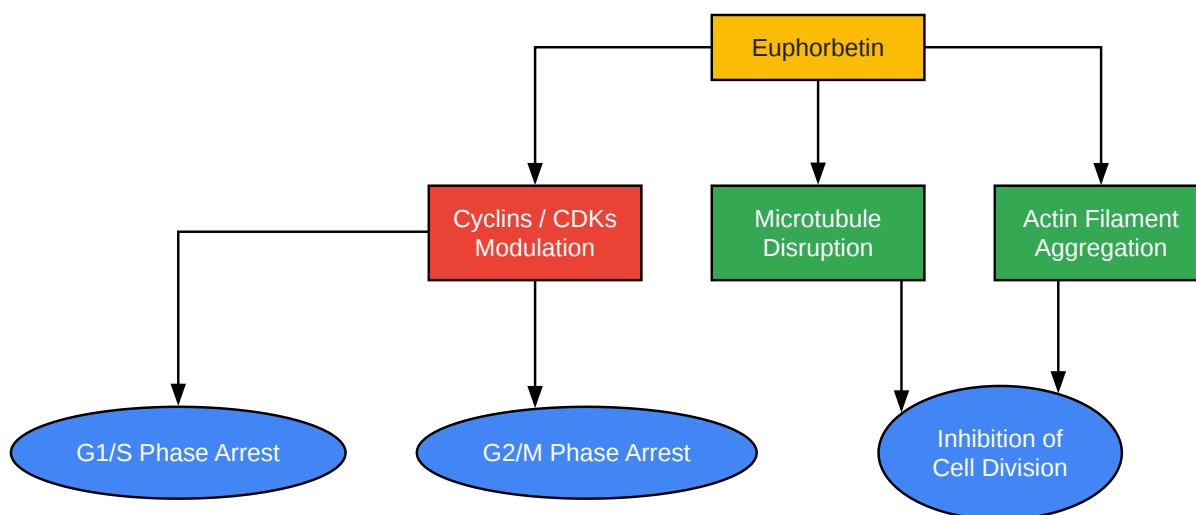 Euphorbetin
Cyclins / CDKs
Modulation
Microtubule
Disruption
Actin Filament
Aggregation
G1/S Phase Arrest
G2/M Phase Arrest
Inhibition of
Cell Division